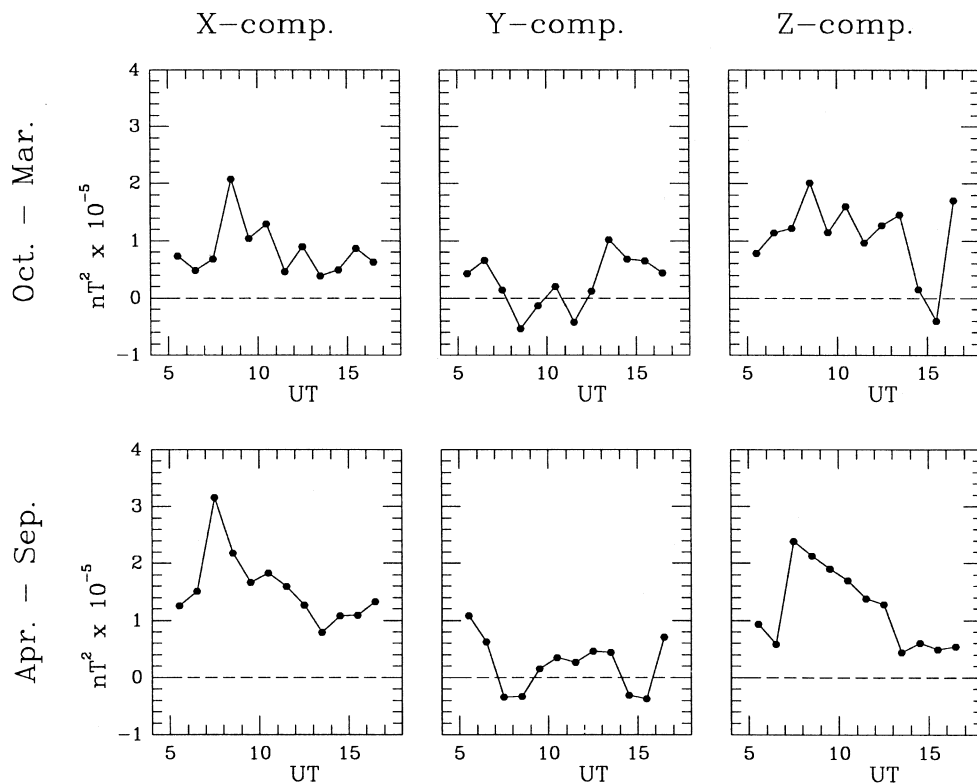 X-comp.
Y-comp.
Z-comp.
Oct. - Mar.
nT² x 10⁻⁵
4
3
2
1
0
-1
5
10
15
UT
5
10
15
UT
5
10
15
UT
Apr. - Sep.
nT² x 10⁻⁵
4
3
2
1
0
-1
5
10
15
UT
5
10
15
UT
5
10
15
UT